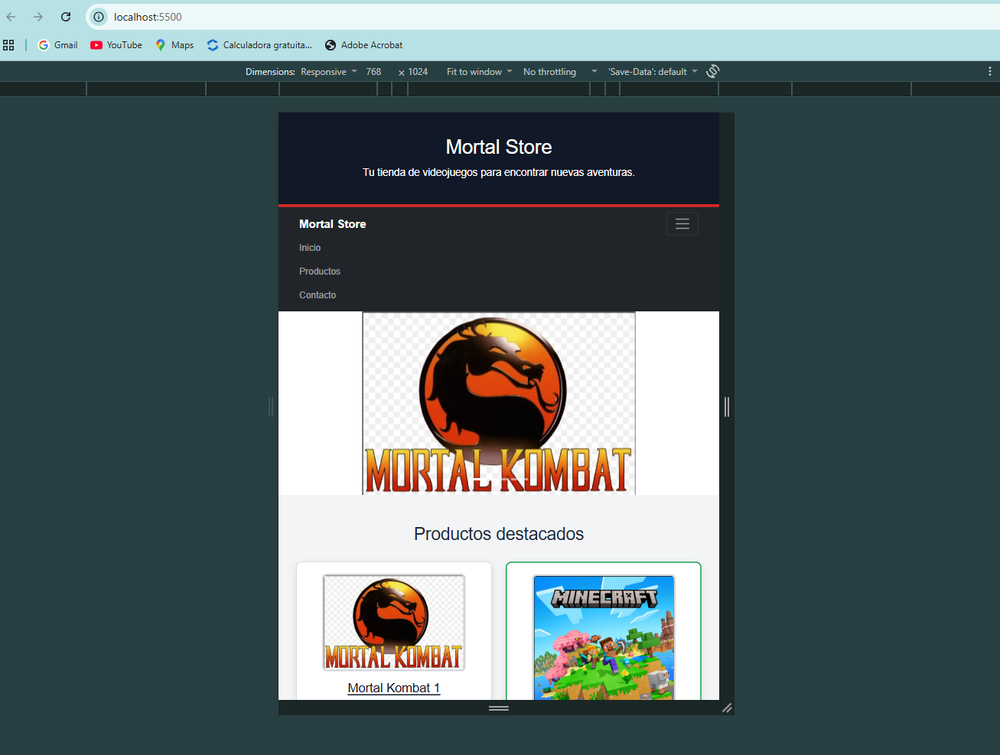 localhost:5500
Gmail YouTube Maps Calculadora gratuita... Adobe Acrobat
Dimensions: Responsive 768 × 1024 Fit to window No throttling 'Save-Data': default
Mortal Store
Tu tienda de videojuegos para encontrar nuevas aventuras.
Mortal Store
Inicio
Productos
Contacto
MORTAL KOMBAT
Productos destacados
MORTAL KOMBAT
Mortal Kombat 1
MINECRAFT